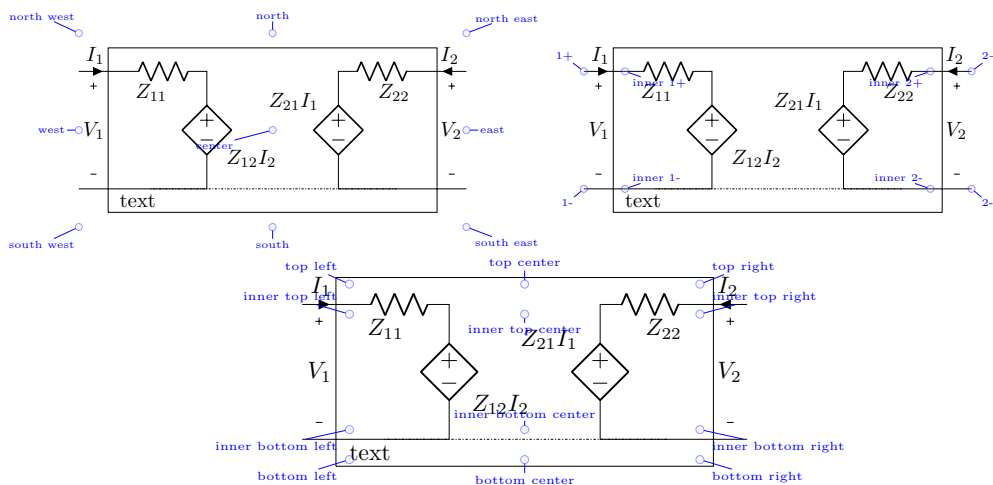 north west
north
north east
I1
I2
+
+
Z11
Z22
Z21I1
+
−
+
−
west
V1
center
V2
east
Z12I2
-
-
text
south west
south
south east
1+
I1
I2
2-
inner 1+
inner 2+
+
+
Z11
Z22
Z21I1
+
−
+
−
V1
V2
Z12I2
-
-
inner 1-
inner 2-
1-
text
2-
top left
top center
top right
I1
I2
inner top left
inner top right
+
+
Z11
inner top center
Z22
Z21I1
+
−
+
−
V1
V2
Z12I2
inner bottom center
-
-
inner bottom left
inner bottom right
text
bottom left
bottom center
bottom right